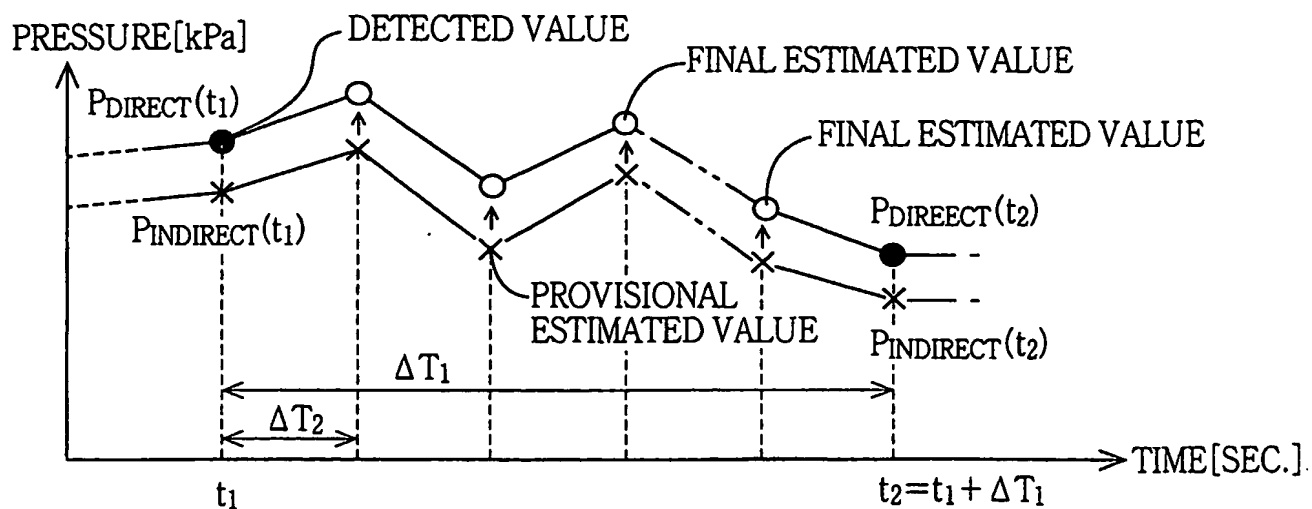 PRESSURE[kPa]
DETECTED VALUE
FINAL ESTIMATED VALUE
PDIRECT(t1)
FINAL ESTIMATED VALUE
PDIREECT(t2)
PINDIRECT(t1)
PROVISIONAL
ESTIMATED VALUE
PINDIRECT(t2)
ΔT1
ΔT2
TIME[SEC.]
t1
t2=t1+ΔT1